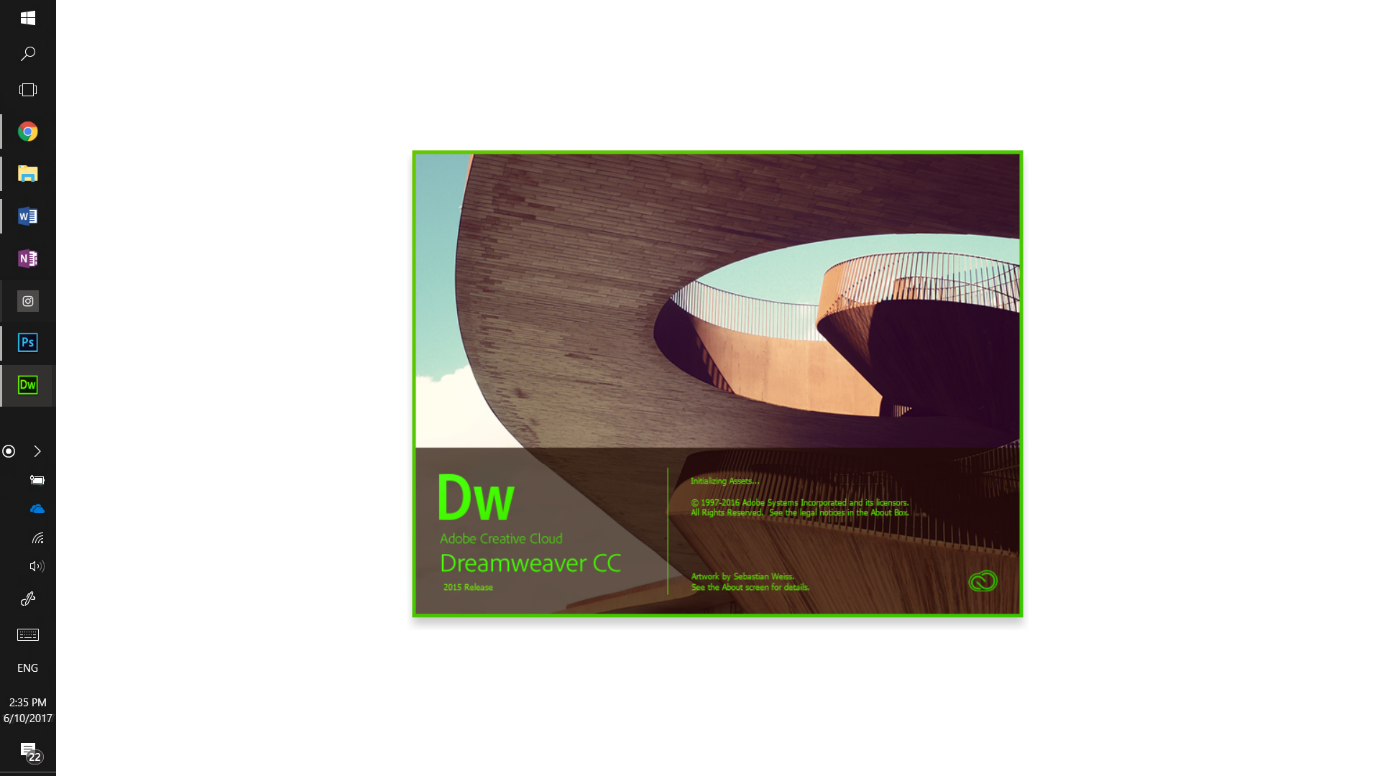 W
N
Ps
Dw
ENG
2:35 PM
6/10/2017
22
Dw
Adobe Creative Cloud
Dreamweaver CC
2015 Release
Initializing Assets...
© 1997-2016 Adobe Systems Incorporated and its licensors.
All Rights Reserved. See the legal notices in the About Box.
Artwork by Sebastian Weiss.
See the About screen for details.